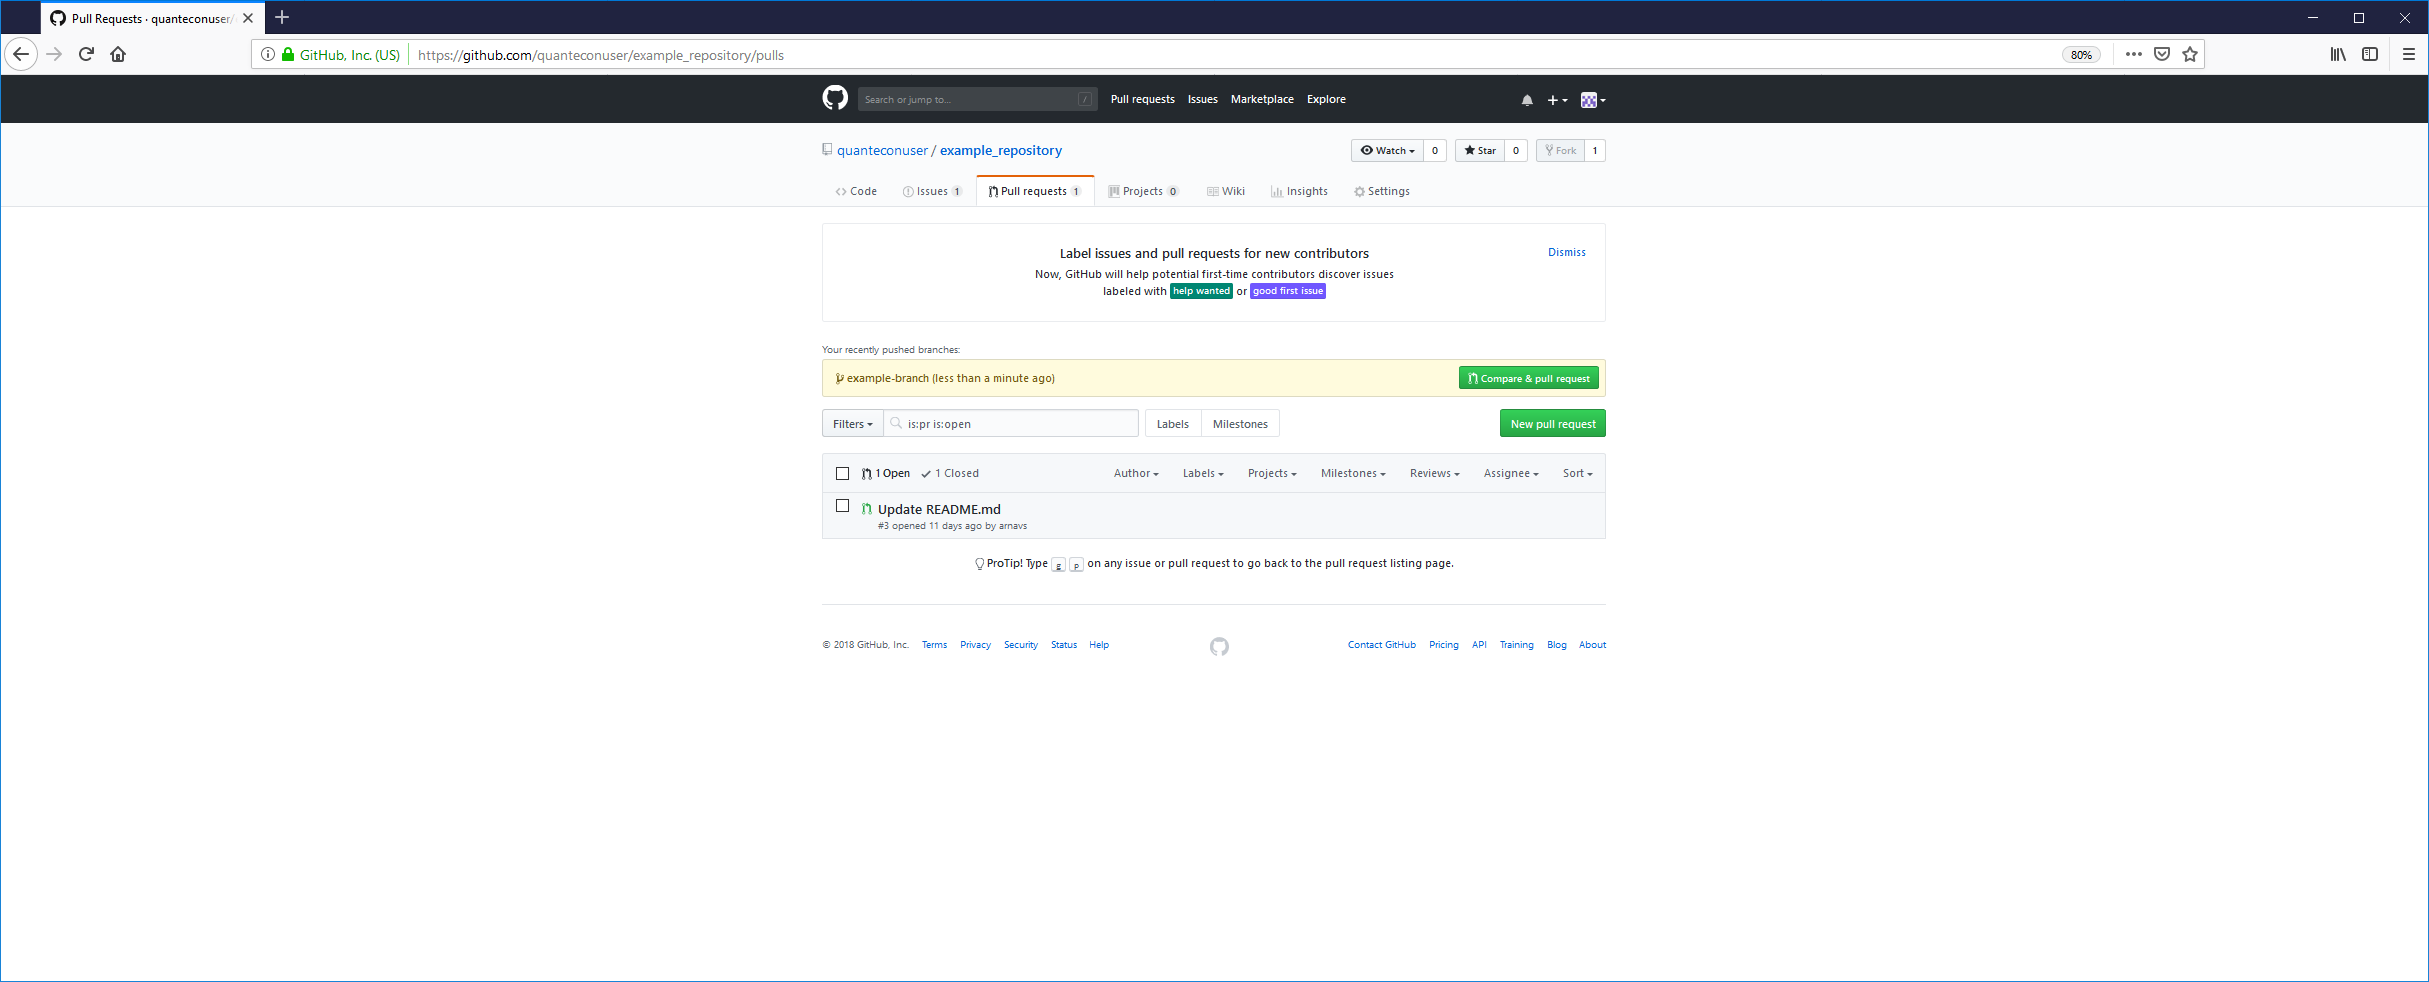 Pull Requests · quanteconuser/
GitHub, Inc. (US) https://github.com/quanteconuser/example_repository/pulls 80%
Search or jump to... / Pull requests Issues Marketplace Explore
quanteconuser / example_repository Watch 0 Star 0 Fork 1
Code Issues 1 Pull requests 1 Projects 0 Wiki Insights Settings
Label issues and pull requests for new contributors Dismiss
Now, GitHub will help potential first-time contributors discover issues
labeled with help wanted or good first issue
Your recently pushed branches:
example-branch (less than a minute ago) Compare & pull request
Filters is:pr is:open Labels Milestones New pull request
1 Open 1 Closed Author Labels Projects Milestones Reviews Assignee Sort
Update README.md
#3 opened 11 days ago by arnavs
ProTip! Type g p on any issue or pull request to go back to the pull request listing page.
© 2018 GitHub, Inc. Terms Privacy Security Status Help Contact GitHub Pricing API Training Blog About